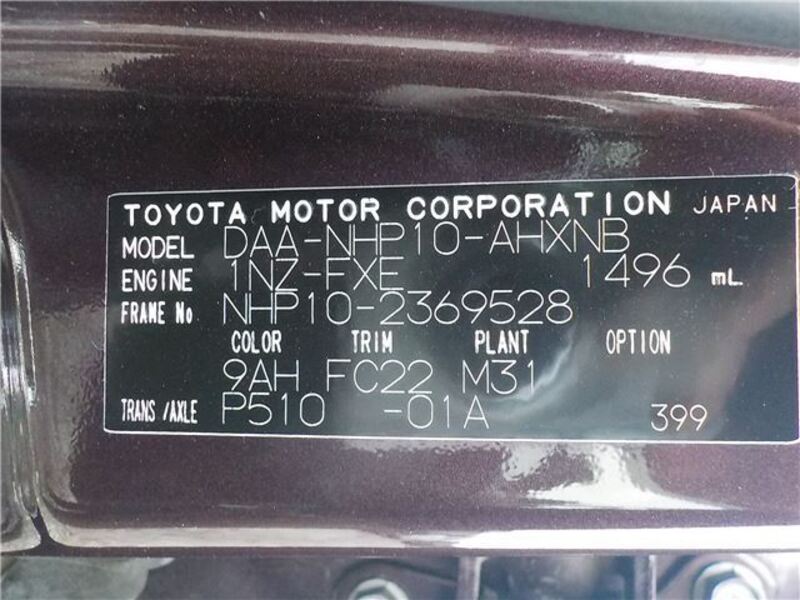 TOYOTA MOTOR CORPORATION JAPAN
MODEL DAA-NHP10-AHXNB
ENGINE 1NZ-FXE 1496 mL
FRAME No NHP10-2369528
COLOR TRIM PLANT OPTION
9AH FC22 M31
TRANS/AXLE P510 -01A 399